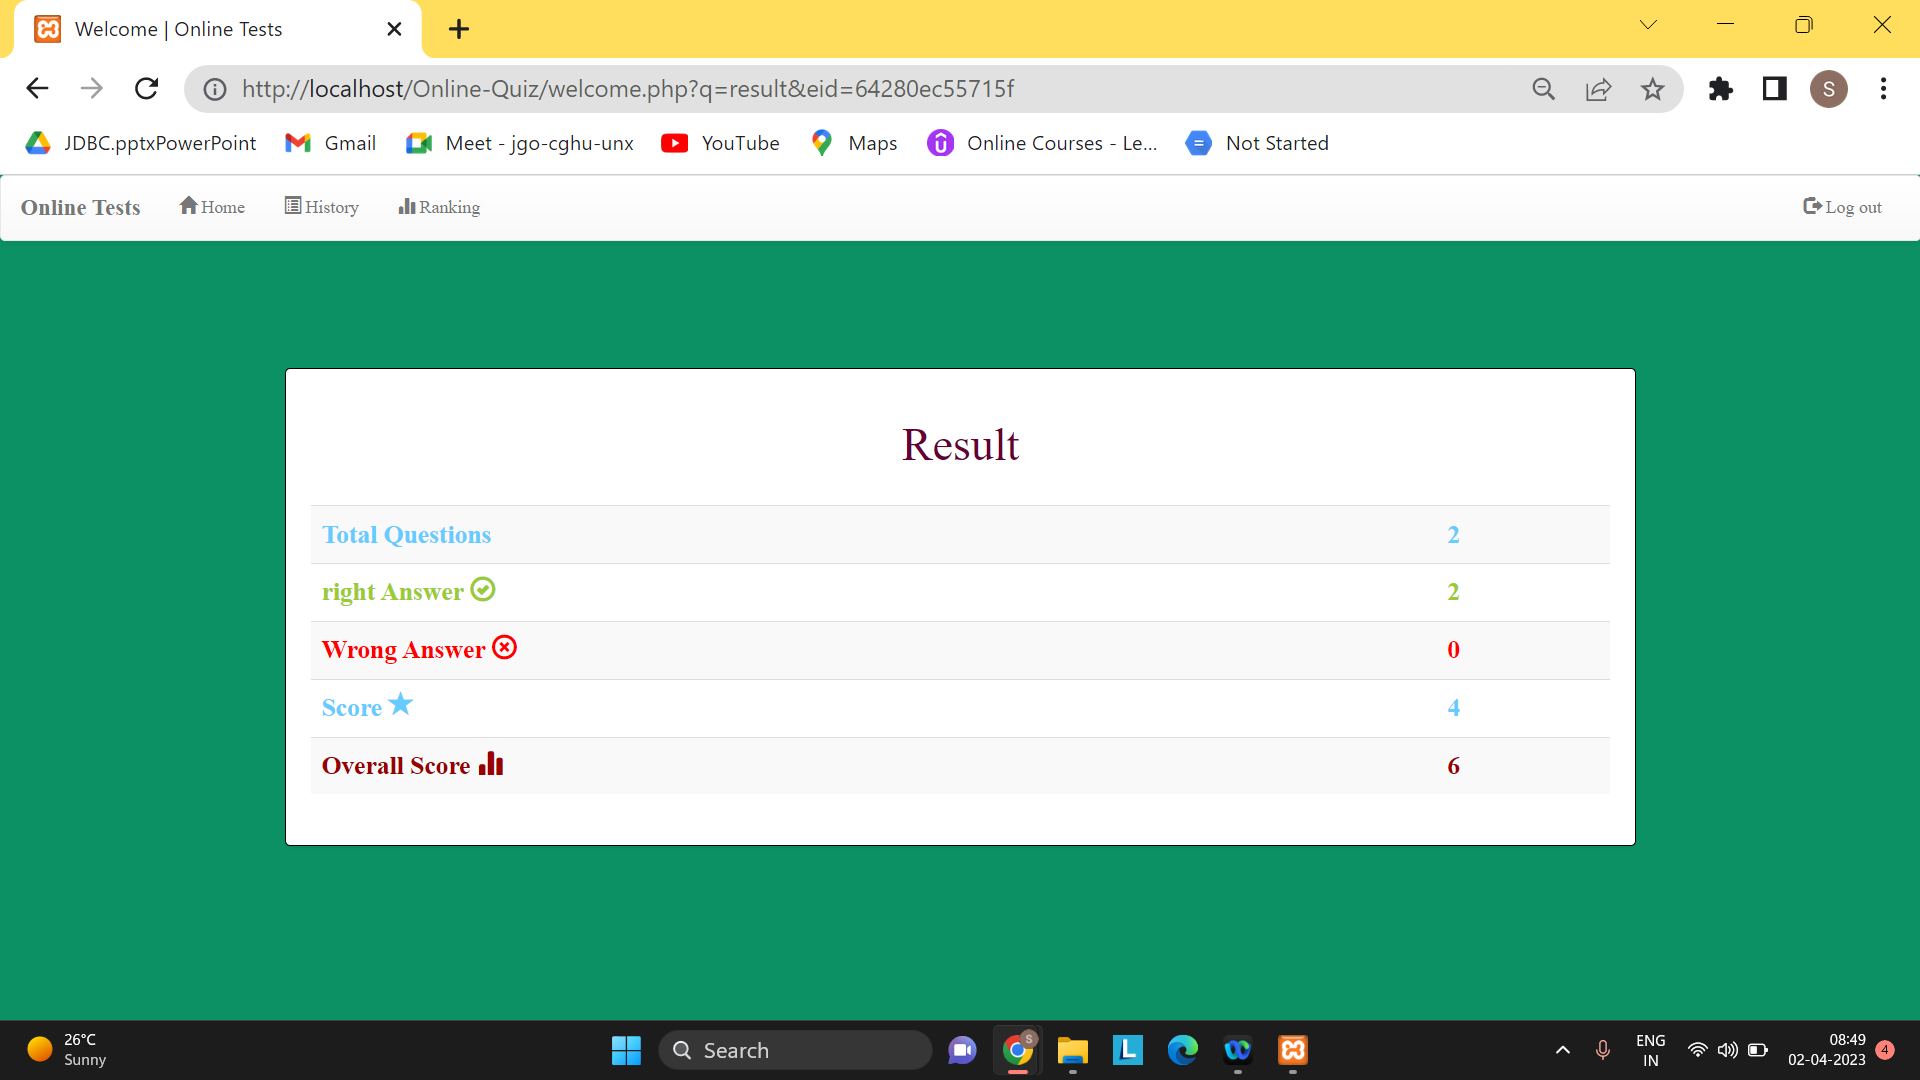 Welcome | Online Tests
http://localhost/Online-Quiz/welcome.php?q=result&eid=64280ec55715f
S
JDBC.pptxPowerPoint Gmail Meet - jgo-cghu-unx YouTube Maps Online Courses - Le... Not Started
Online Tests Home History Ranking Log out
Result
Total Questions 2
right Answer 2
Wrong Answer 0
Score 4
Overall Score 6
26°C
Sunny
Search
S
L
ENG
IN
08:49
02-04-2023
4